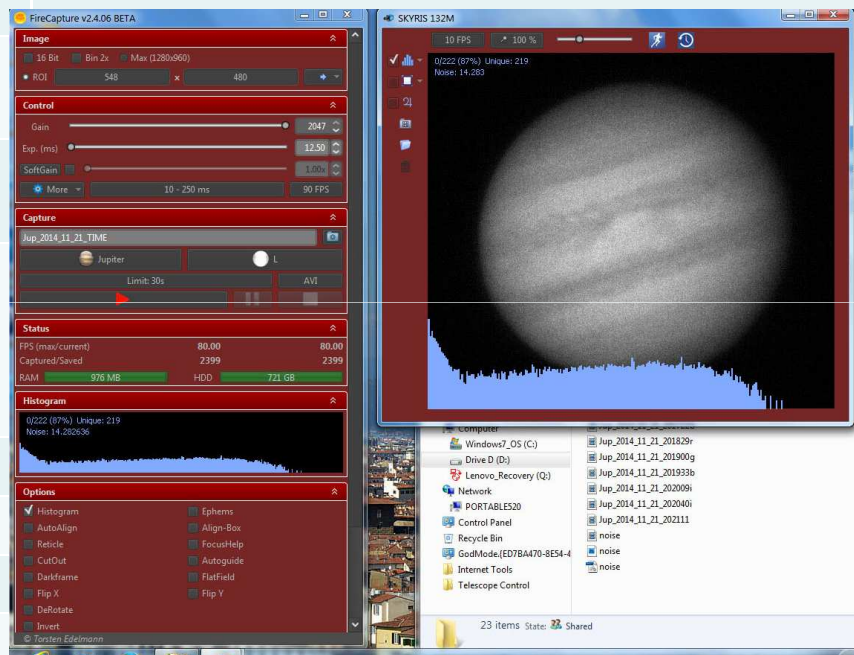 FireCapture v2.4.06 BETA
Image
16 Bit Bin 2x Max (1280x960)
ROI 548 x 480
Control
Gain 2047
Exp. (ms) 12.50
SoftGain 1.00x
More 10 - 250 ms 90 FPS
Capture
Jup_2014_11_21_TIME
Jupiter L
Limit: 30s AVI
Status
FPS (max/current) 80.00 80.00
Captured/Saved 2399 2399
RAM 976 MB HDD 721 GB
Histogram
0/222 (87%) Unique: 219
Noise: 14.282636
Options
Histogram Ephems
AutoAlign Align-Box
Reticle FocusHelp
CutOut Autoguide
Darkframe FlatField
Flip X Flip Y
DeRotate
Invert
© Torsten Edelmann
SKYRIS 132M
10 FPS 100 %
0/222 (87%) Unique: 219
Noise: 14.283
Computer
Windows7_OS (C:)
Drive D (D:)
Lenovo_Recovery (Q:)
Network
PORTABLE520
Control Panel
Recycle Bin
GodMode.{ED7BA470-8E54-4
Internet Tools
Telescope Control
Jup_2014_11_21_201829r
Jup_2014_11_21_201900g
Jup_2014_11_21_201933b
Jup_2014_11_21_202009i
Jup_2014_11_21_202040i
Jup_2014_11_21_202111
noise
noise
noise
23 items State: Shared